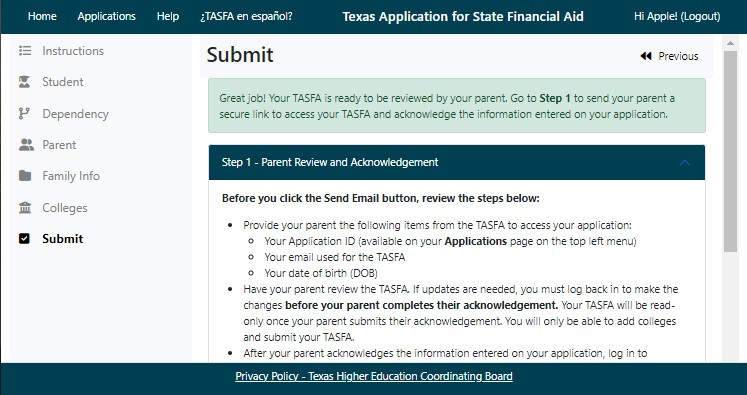 Home Applications Help ¿TASFA en español? Texas Application for State Financial Aid Hi Apple! (Logout)
Instructions
Student
Dependency
Parent
Family Info
Colleges
Submit
Submit
Previous
Great job! Your TASFA is ready to be reviewed by your parent. Go to Step 1 to send your parent a
secure link to access your TASFA and acknowledge the information entered on your application.
Step 1 - Parent Review and Acknowledgement
Before you click the Send Email button, review the steps below:
• Provide your parent the following items from the TASFA to access your application:
◦ Your Application ID (available on your Applications page on the top left menu)
◦ Your email used for the TASFA
◦ Your date of birth (DOB)
• Have your parent review the TASFA. If updates are needed, you must log back in to make the
changes before your parent completes their acknowledgement. Your TASFA will be read-
only once your parent submits their acknowledgement. You will only be able to add colleges
and submit your TASFA.
• After your parent acknowledges the information entered on your application, log in to
Privacy Policy - Texas Higher Education Coordinating Board